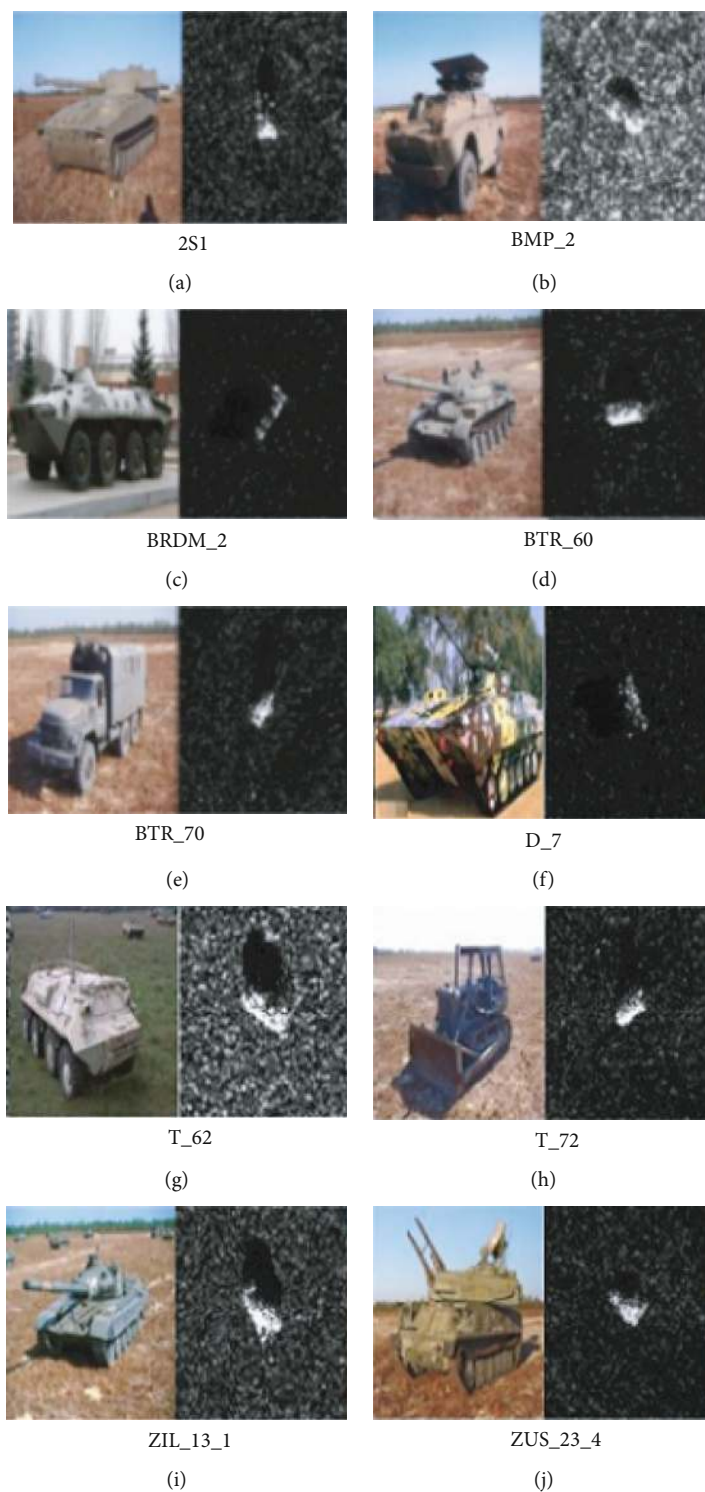 2S1
(a)
BMP_2
(b)
BRDM_2
(c)
BTR_60
(d)
BTR_70
(e)
D_7
(f)
T_62
(g)
T_72
(h)
ZIL_13_1
(i)
ZUS_23_4
(j)